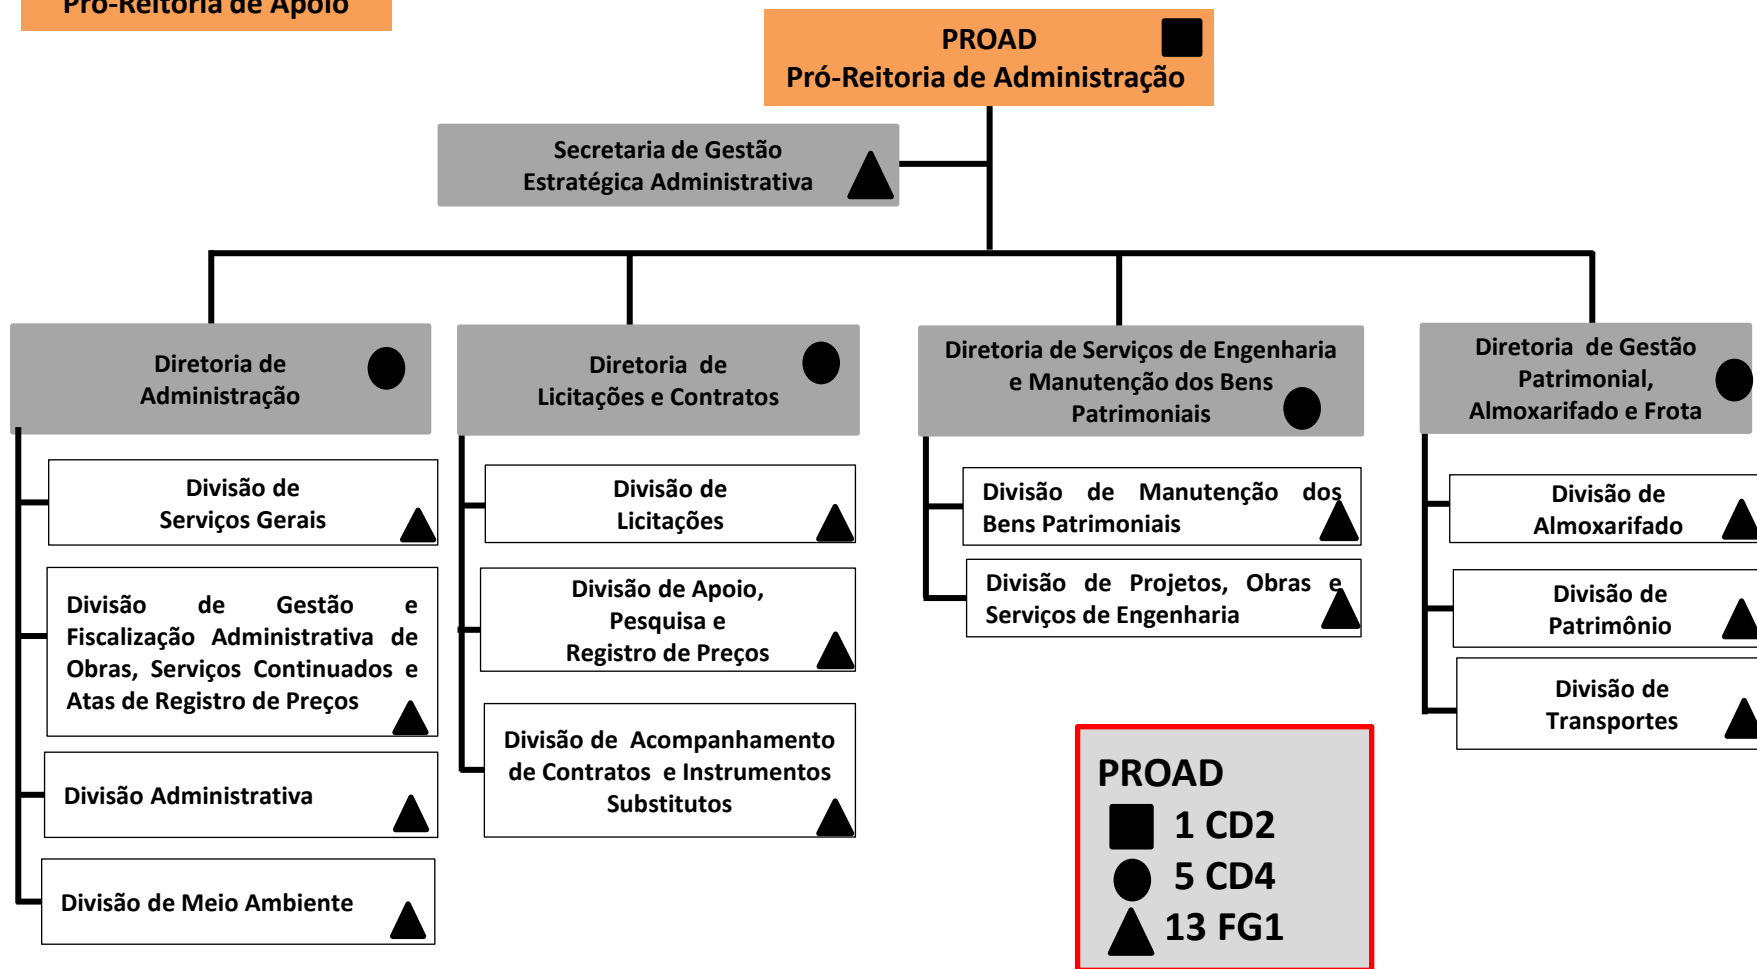 Pró-Reitoria de Apoio
PROAD
Pró-Reitoria de Administração
Secretaria de Gestão
Estratégica Administrativa
Diretoria de
Administração
Diretoria de
Licitações e Contratos
Diretoria de Serviços de Engenharia
e Manutenção dos Bens
Patrimoniais
Diretoria de Gestão
Patrimonial,
Almoxarifado e Frota
Divisão de
Serviços Gerais
Divisão de Gestão e
Fiscalização Administrativa de
Obras, Serviços Continuados e
Atas de Registro de Preços
Divisão Administrativa
Divisão de Meio Ambiente
Divisão de
Licitações
Divisão de Apoio,
Pesquisa e
Registro de Preços
Divisão de Acompanhamento
de Contratos e Instrumentos
Substitutos
Divisão de Manutenção dos
Bens Patrimoniais
Divisão de Projetos, Obras e
Serviços de Engenharia
Divisão de
Almoxarifado
Divisão de
Patrimônio
Divisão de
Transportes
PROAD
1 CD2
5 CD4
13 FG1